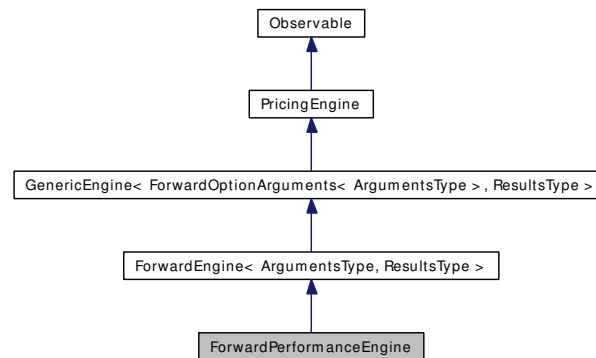 Observable
PricingEngine
GenericEngine< ForwardOptionArguments< ArgumentsType >, ResultsType >
ForwardEngine< ArgumentsType, ResultsType >
ForwardPerformanceEngine